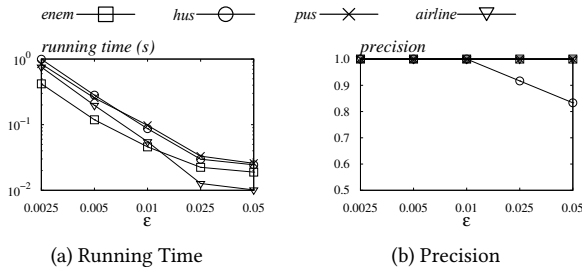 enem hus pus airline
running time (s)
10^0
10^-1
10^-2
0.0025 0.005 0.01 0.025 0.05
ε
(a) Running Time
precision
1.0
0.9
0.8
0.7
0.6
0.5
0.0025 0.005 0.01 0.025 0.05
ε
(b) Precision